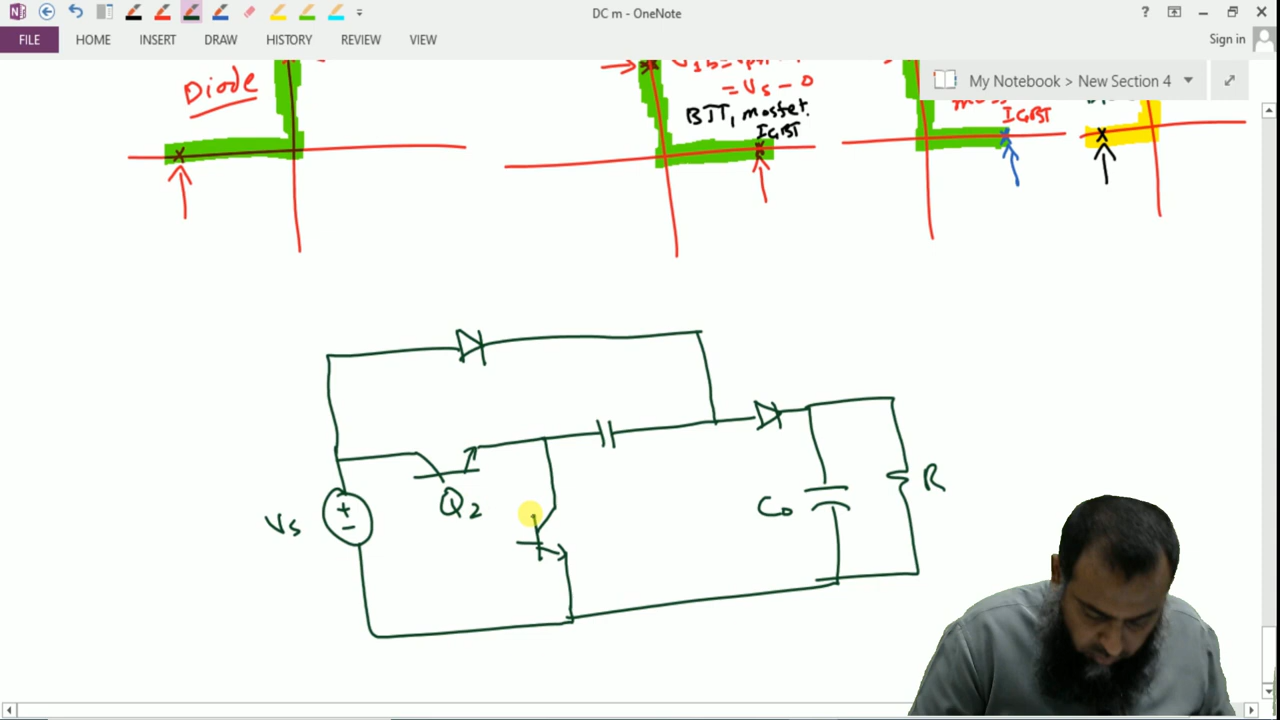 DC m - OneNote
FILE HOME INSERT DRAW HISTORY REVIEW VIEW
Sign in
My Notebook > New Section 4
Diode
= Vs - 0
BJT, mosfet.
IGBT
IGBT
Vs
+
-
Q2
Co
R